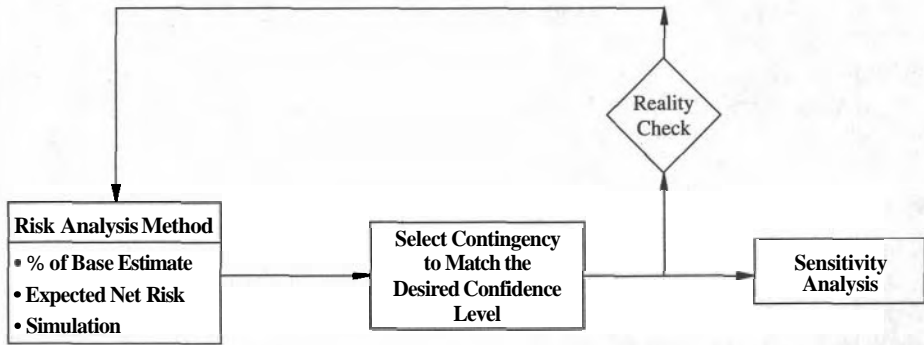 Reality
Check
Risk Analysis Method
• % of Base Estimate
• Expected Net Risk
• Simulation
Select Contingency
to Match the
Desired Confidence
Level
Sensitivity
Analysis